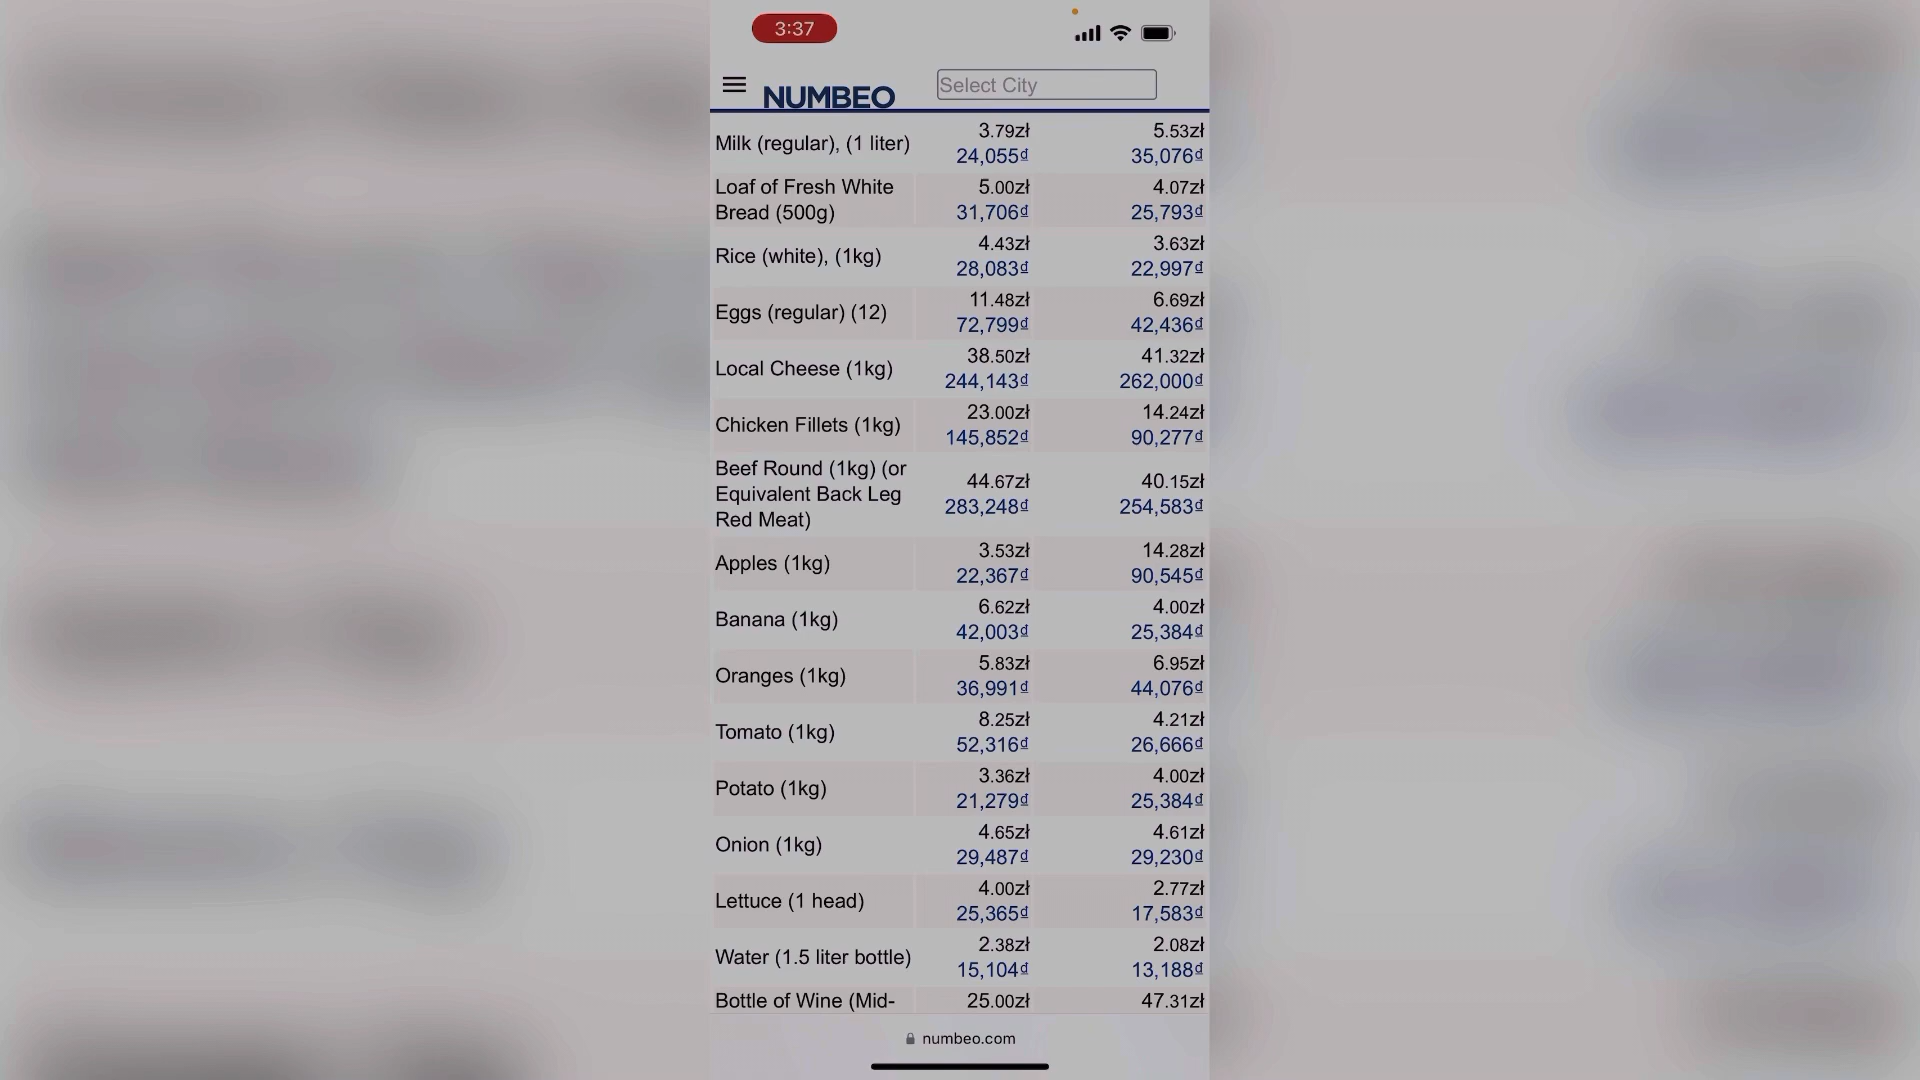 3:37
NUMBEO
Select City
Milk (regular), (1 liter) 3.79zł 5.53zł
24,055₫ 35,076₫
Loaf of Fresh White 5.00zł 4.07zł
Bread (500g) 31,706₫ 25,793₫
Rice (white), (1kg) 4.43zł 3.63zł
28,083₫ 22,997₫
Eggs (regular) (12) 11.48zł 6.69zł
72,799₫ 42,436₫
Local Cheese (1kg) 38.50zł 41.32zł
244,143₫ 262,000₫
Chicken Fillets (1kg) 23.00zł 14.24zł
145,852₫ 90,277₫
Beef Round (1kg) (or
Equivalent Back Leg 44.67zł 40.15zł
Red Meat) 283,248₫ 254,583₫
Apples (1kg) 3.53zł 14.28zł
22,367₫ 90,545₫
Banana (1kg) 6.62zł 4.00zł
42,003₫ 25,384₫
Oranges (1kg) 5.83zł 6.95zł
36,991₫ 44,076₫
Tomato (1kg) 8.25zł 4.21zł
52,316₫ 26,666₫
Potato (1kg) 3.36zł 4.00zł
21,279₫ 25,384₫
Onion (1kg) 4.65zł 4.61zł
29,487₫ 29,230₫
Lettuce (1 head) 4.00zł 2.77zł
25,365₫ 17,583₫
Water (1.5 liter bottle) 2.38zł 2.08zł
15,104₫ 13,188₫
Bottle of Wine (Mid- 25.00zł 47.31zł
numbeo.com